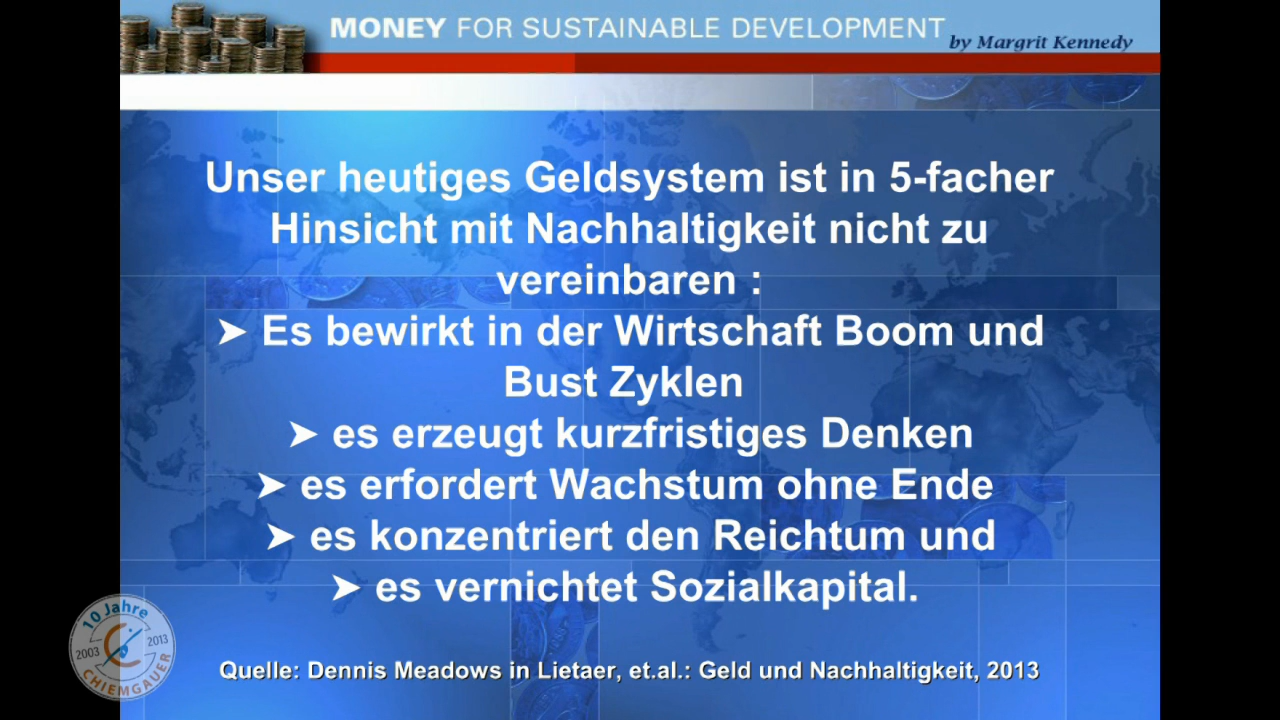 MONEY FOR SUSTAINABLE DEVELOPMENT
by Margrit Kennedy
Unser heutiges Geldsystem ist in 5-facher
Hinsicht mit Nachhaltigkeit nicht zu
vereinbaren :
➤ Es bewirkt in der Wirtschaft Boom und
Bust Zyklen
➤ es erzeugt kurzfristiges Denken
➤ es erfordert Wachstum ohne Ende
➤ es konzentriert den Reichtum und
➤ es vernichtet Sozialkapital.
10 Jahre
2003 2013
CHIEMGAUER
Quelle: Dennis Meadows in Lietaer, et.al.: Geld und Nachhaltigkeit, 2013